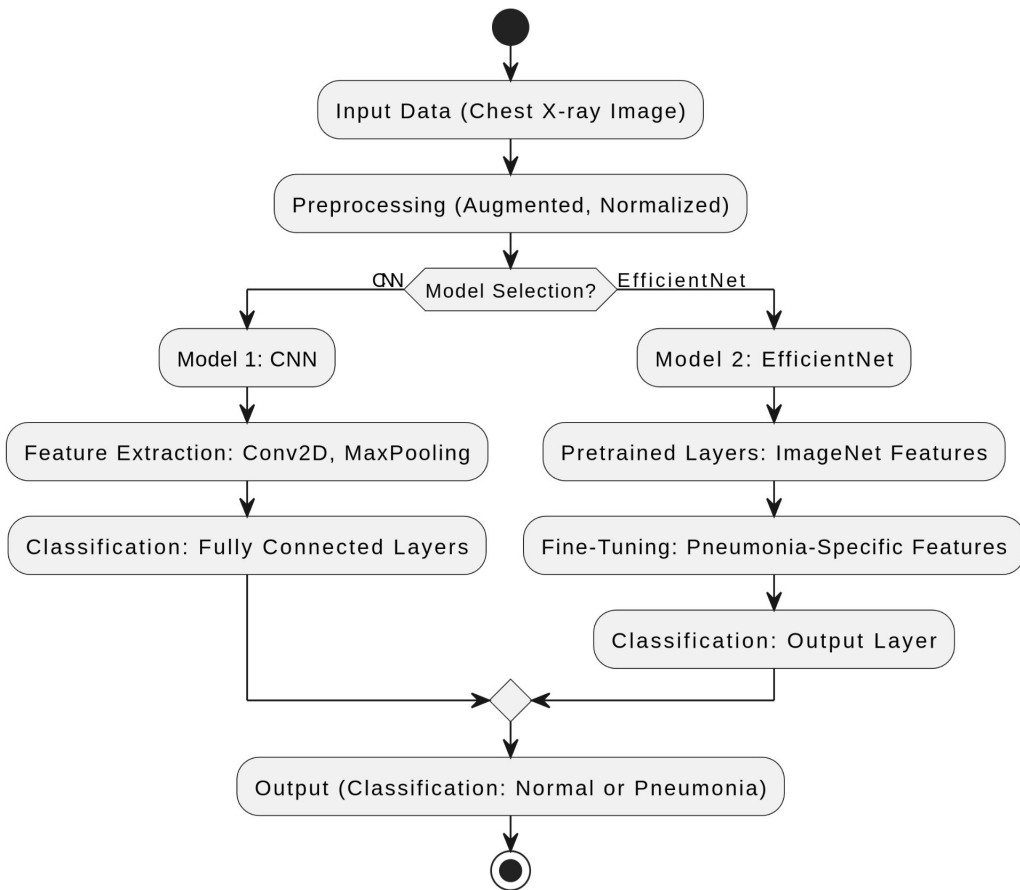 Input Data (Chest X-ray Image)
Preprocessing (Augmented, Normalized)
CNN
Model Selection?
EfficientNet
Model 1: CNN
Model 2: EfficientNet
Feature Extraction: Conv2D, MaxPooling
Pretrained Layers: ImageNet Features
Classification: Fully Connected Layers
Fine-Tuning: Pneumonia-Specific Features
Classification: Output Layer
Output (Classification: Normal or Pneumonia)